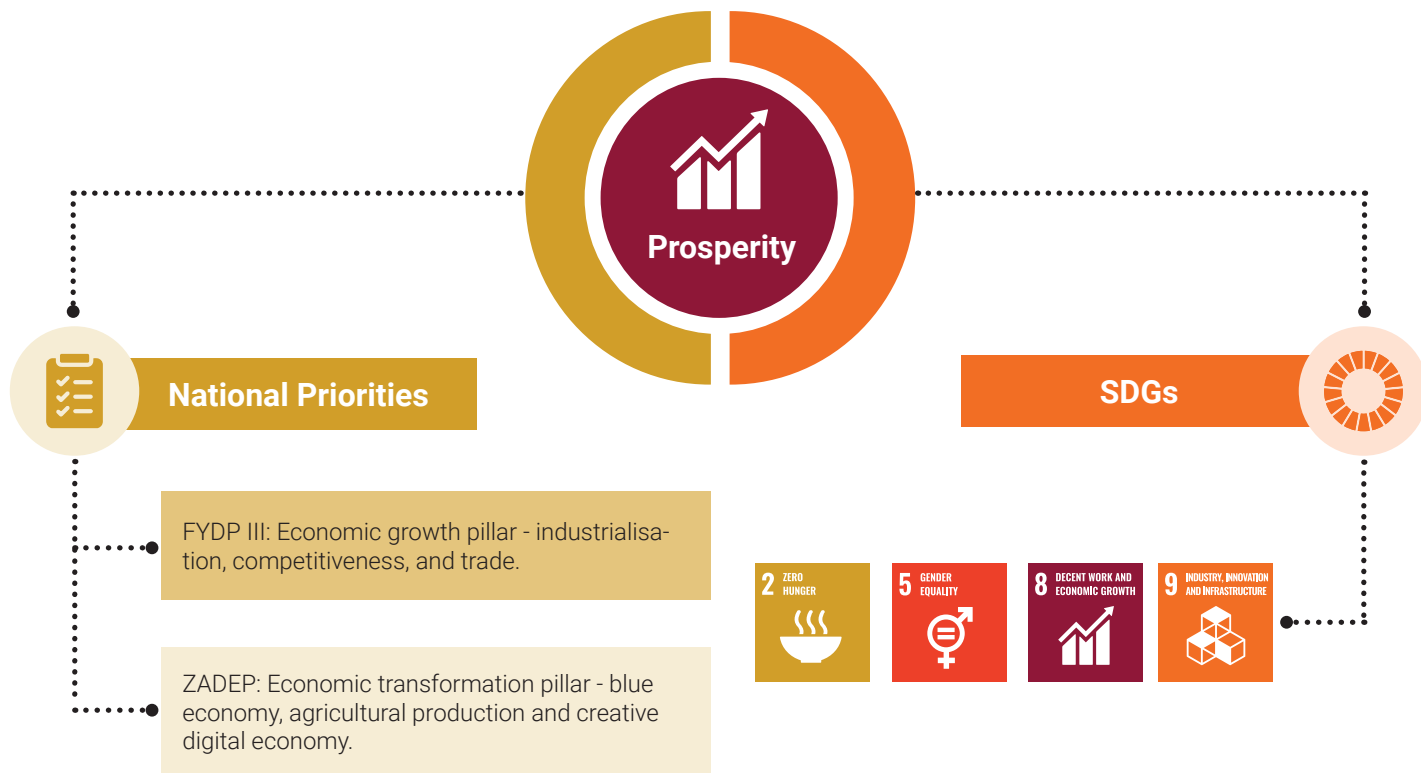 Prosperity
National Priorities
FYDP III: Economic growth pillar - industrialisa-
tion, competitiveness, and trade.
ZADEP: Economic transformation pillar - blue
economy, agricultural production and creative
digital economy.
SDGs
2 ZERO
HUNGER
5 GENDER
EQUALITY
8 DECENT WORK AND
ECONOMIC GROWTH
9 INDUSTRY, INNOVATION
AND INFRASTRUCTURE